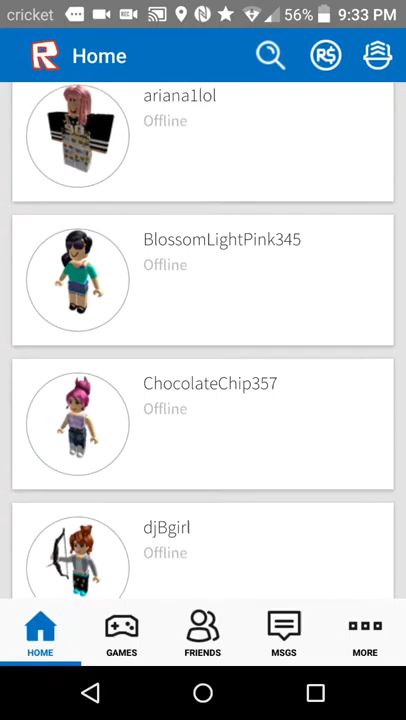 cricket 56% 9:33 PM
R Home R$
ariana1lol
Offline
BlossomLightPink345
Offline
ChocolateChip357
Offline
djBgirl
Offline
HOME GAMES FRIENDS MSGS MORE